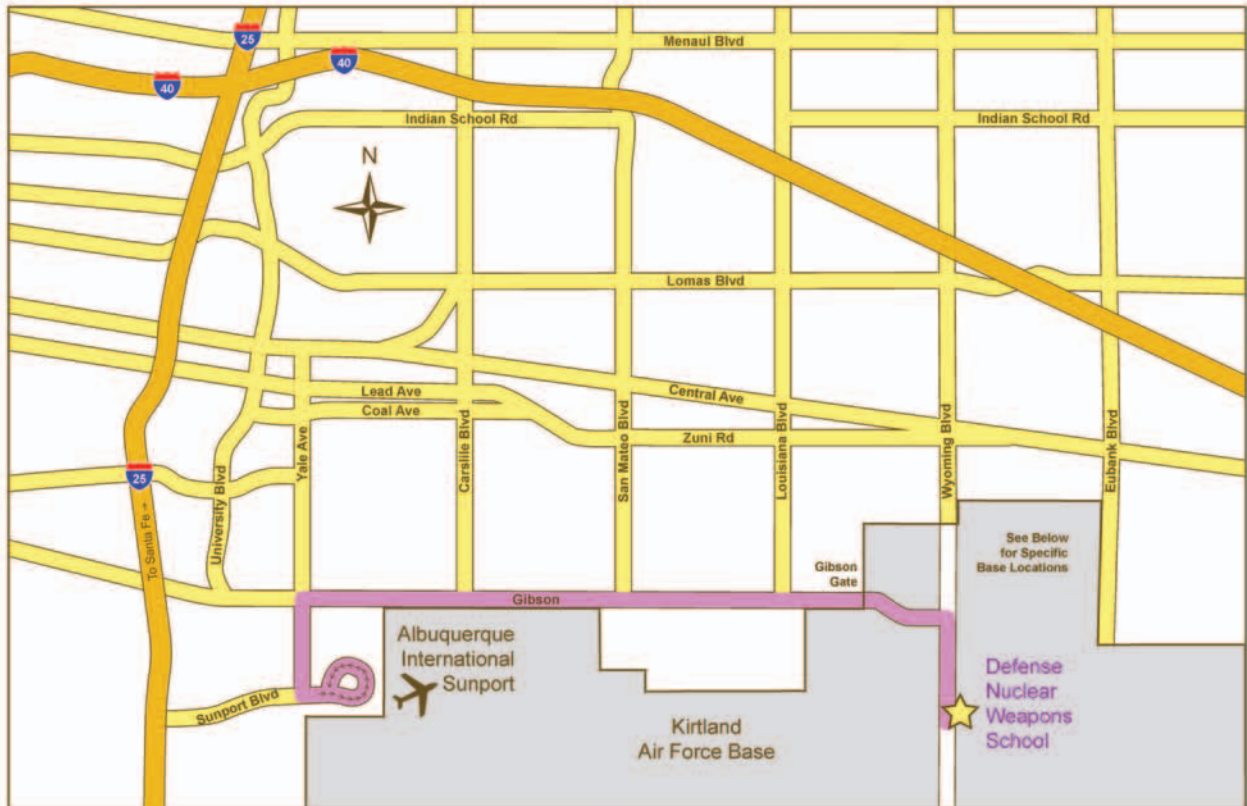 25
Menaul Blvd
40
40
Indian School Rd
Indian School Rd
N
Lomas Blvd
Lead Ave
Coal Ave
Central Ave
Zuni Rd
25
To Santa Fe →
University Blvd
Yale Ave
Carslile Blvd
San Mateo Blvd
Louisiana Blvd
Wyoming Blvd
Eubank Blvd
See Below
for Specific
Base Locations
Gibson
Gate
Gibson
Albuquerque
International
Sunport
Sunport Blvd
Kirtland
Air Force Base
Defense
Nuclear
Weapons
School